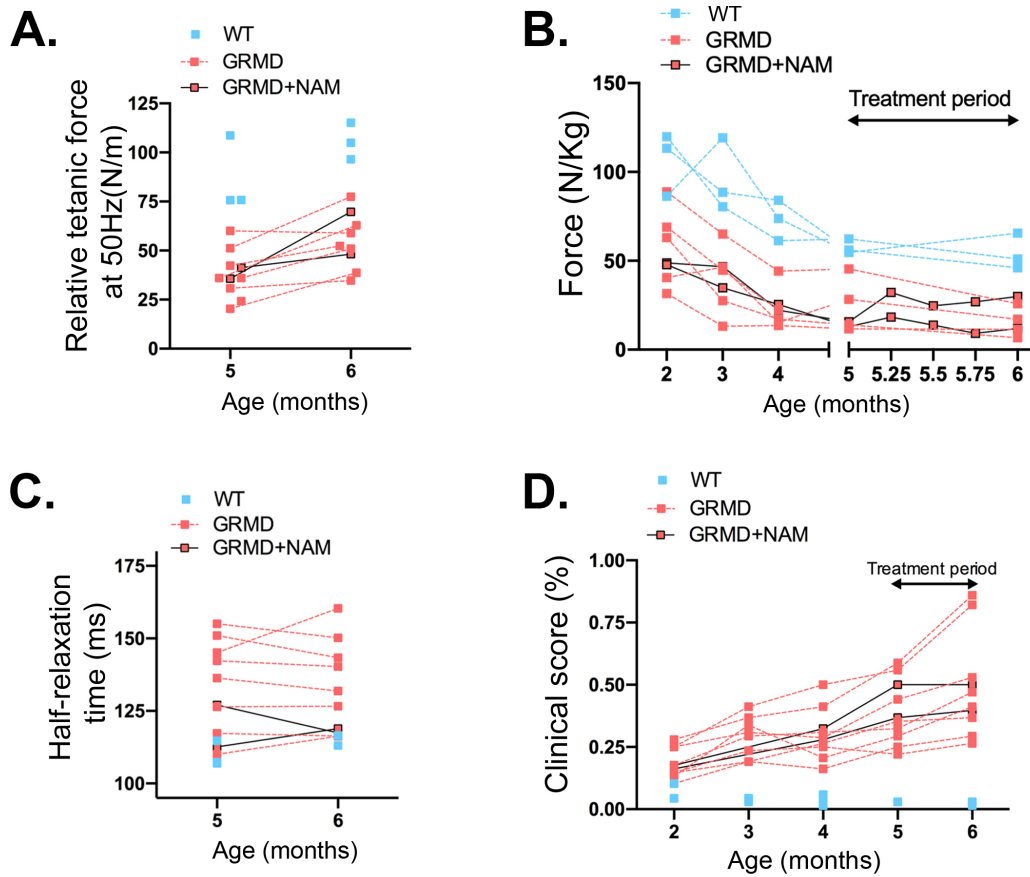 A.
WT
GRMD
GRMD+NAM
Relative tetanic force
at 50Hz(N/m)
125
100
75
50
25
0
5 6
Age (months)
B.
WT
GRMD
GRMD+NAM
Treatment period
Force (N/Kg)
150
100
50
0
2 3 4 5 5.25 5.5 5.75 6
Age (months)
C.
WT
GRMD
GRMD+NAM
Half-relaxation
time (ms)
175
150
125
100
5 6
Age (months)
D.
WT
GRMD
GRMD+NAM
Treatment period
Clinical score (%)
1.00
0.75
0.50
0.25
0.00
2 3 4 5 6
Age (months)